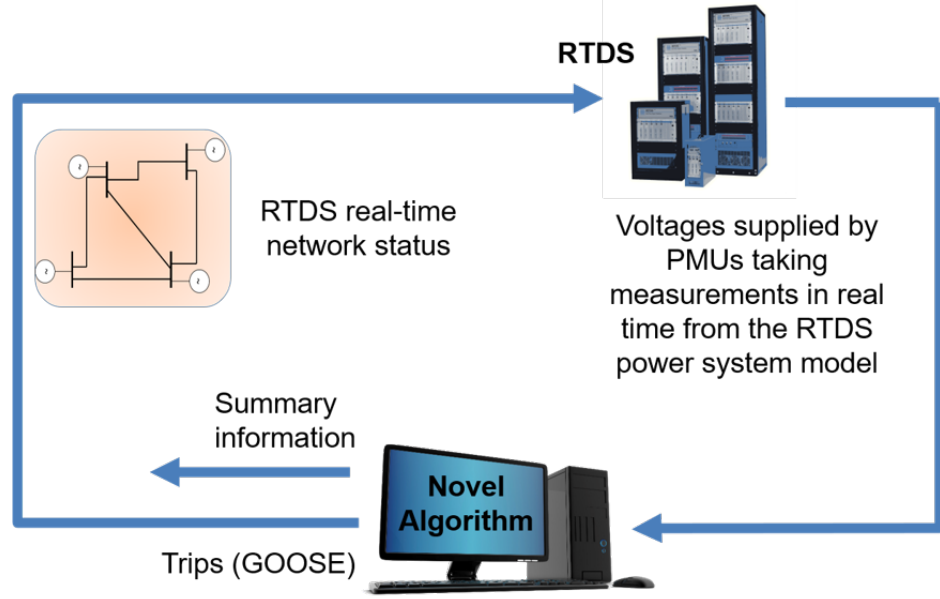 RTDS
RTDS real-time
network status
Voltages supplied by
PMUs taking
measurements in real
time from the RTDS
power system model
Summary
information
Novel
Algorithm
Trips (GOOSE)